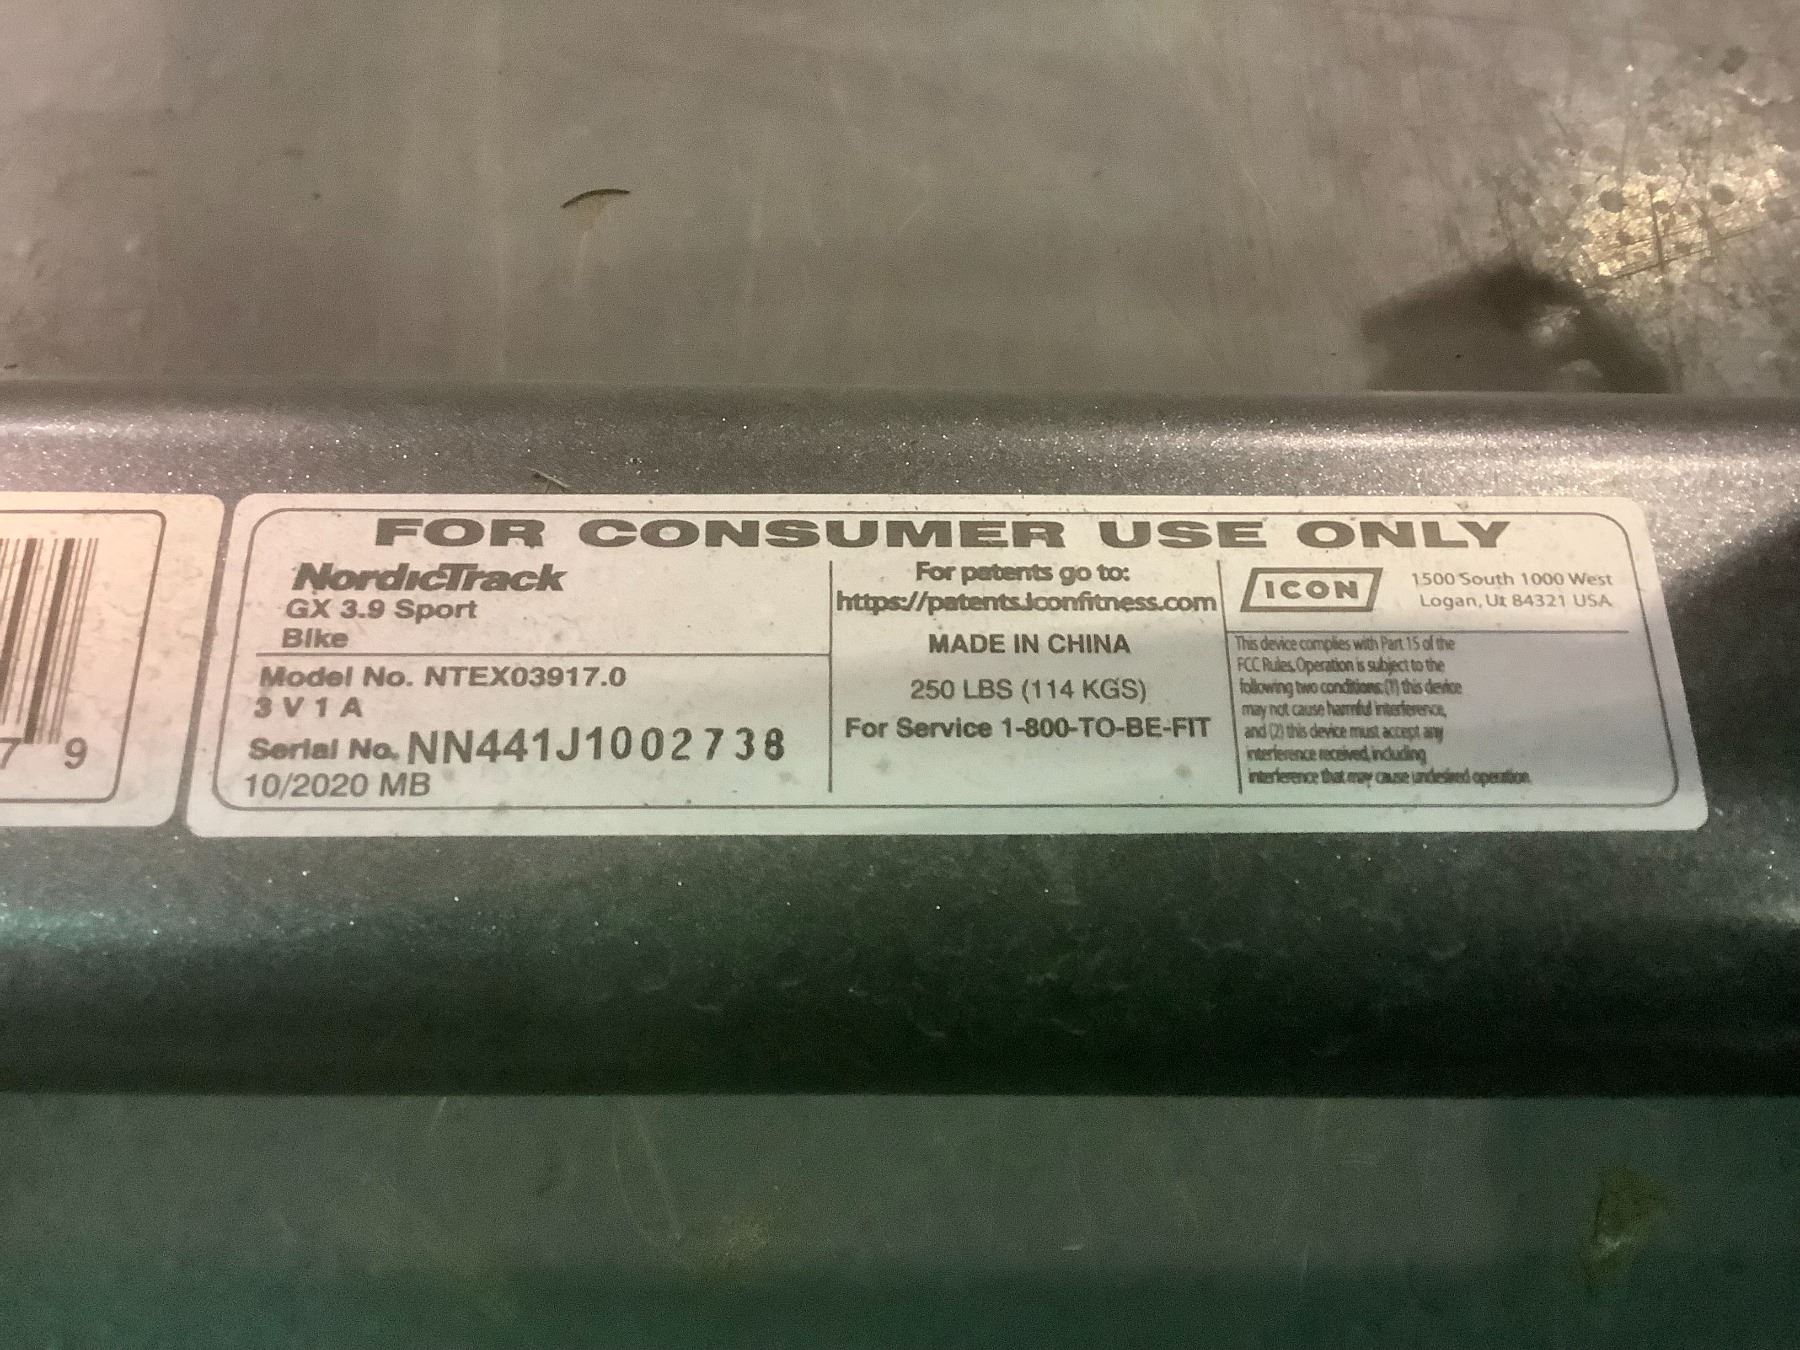 FOR CONSUMER USE ONLY
NordicTrack
GX 3.9 Sport
Bike
Model No. NTEX03917.0
3 V 1 A
Serial No. NN441J1002738
10/2020 MB
For patents go to:
https://patents.iconfitness.com
MADE IN CHINA
250 LBS (114 KGS)
For Service 1-800-TO-BE-FIT
ICON
1500 South 1000 West
Logan, Ut 84321 USA
This device complies with Part 15 of the
FCC Rules. Operation is subject to the
following two conditions: (1) this device
may not cause harmful interference,
and (2) this device must accept any
interference received, including
interference that may cause undesired operation.
7 9